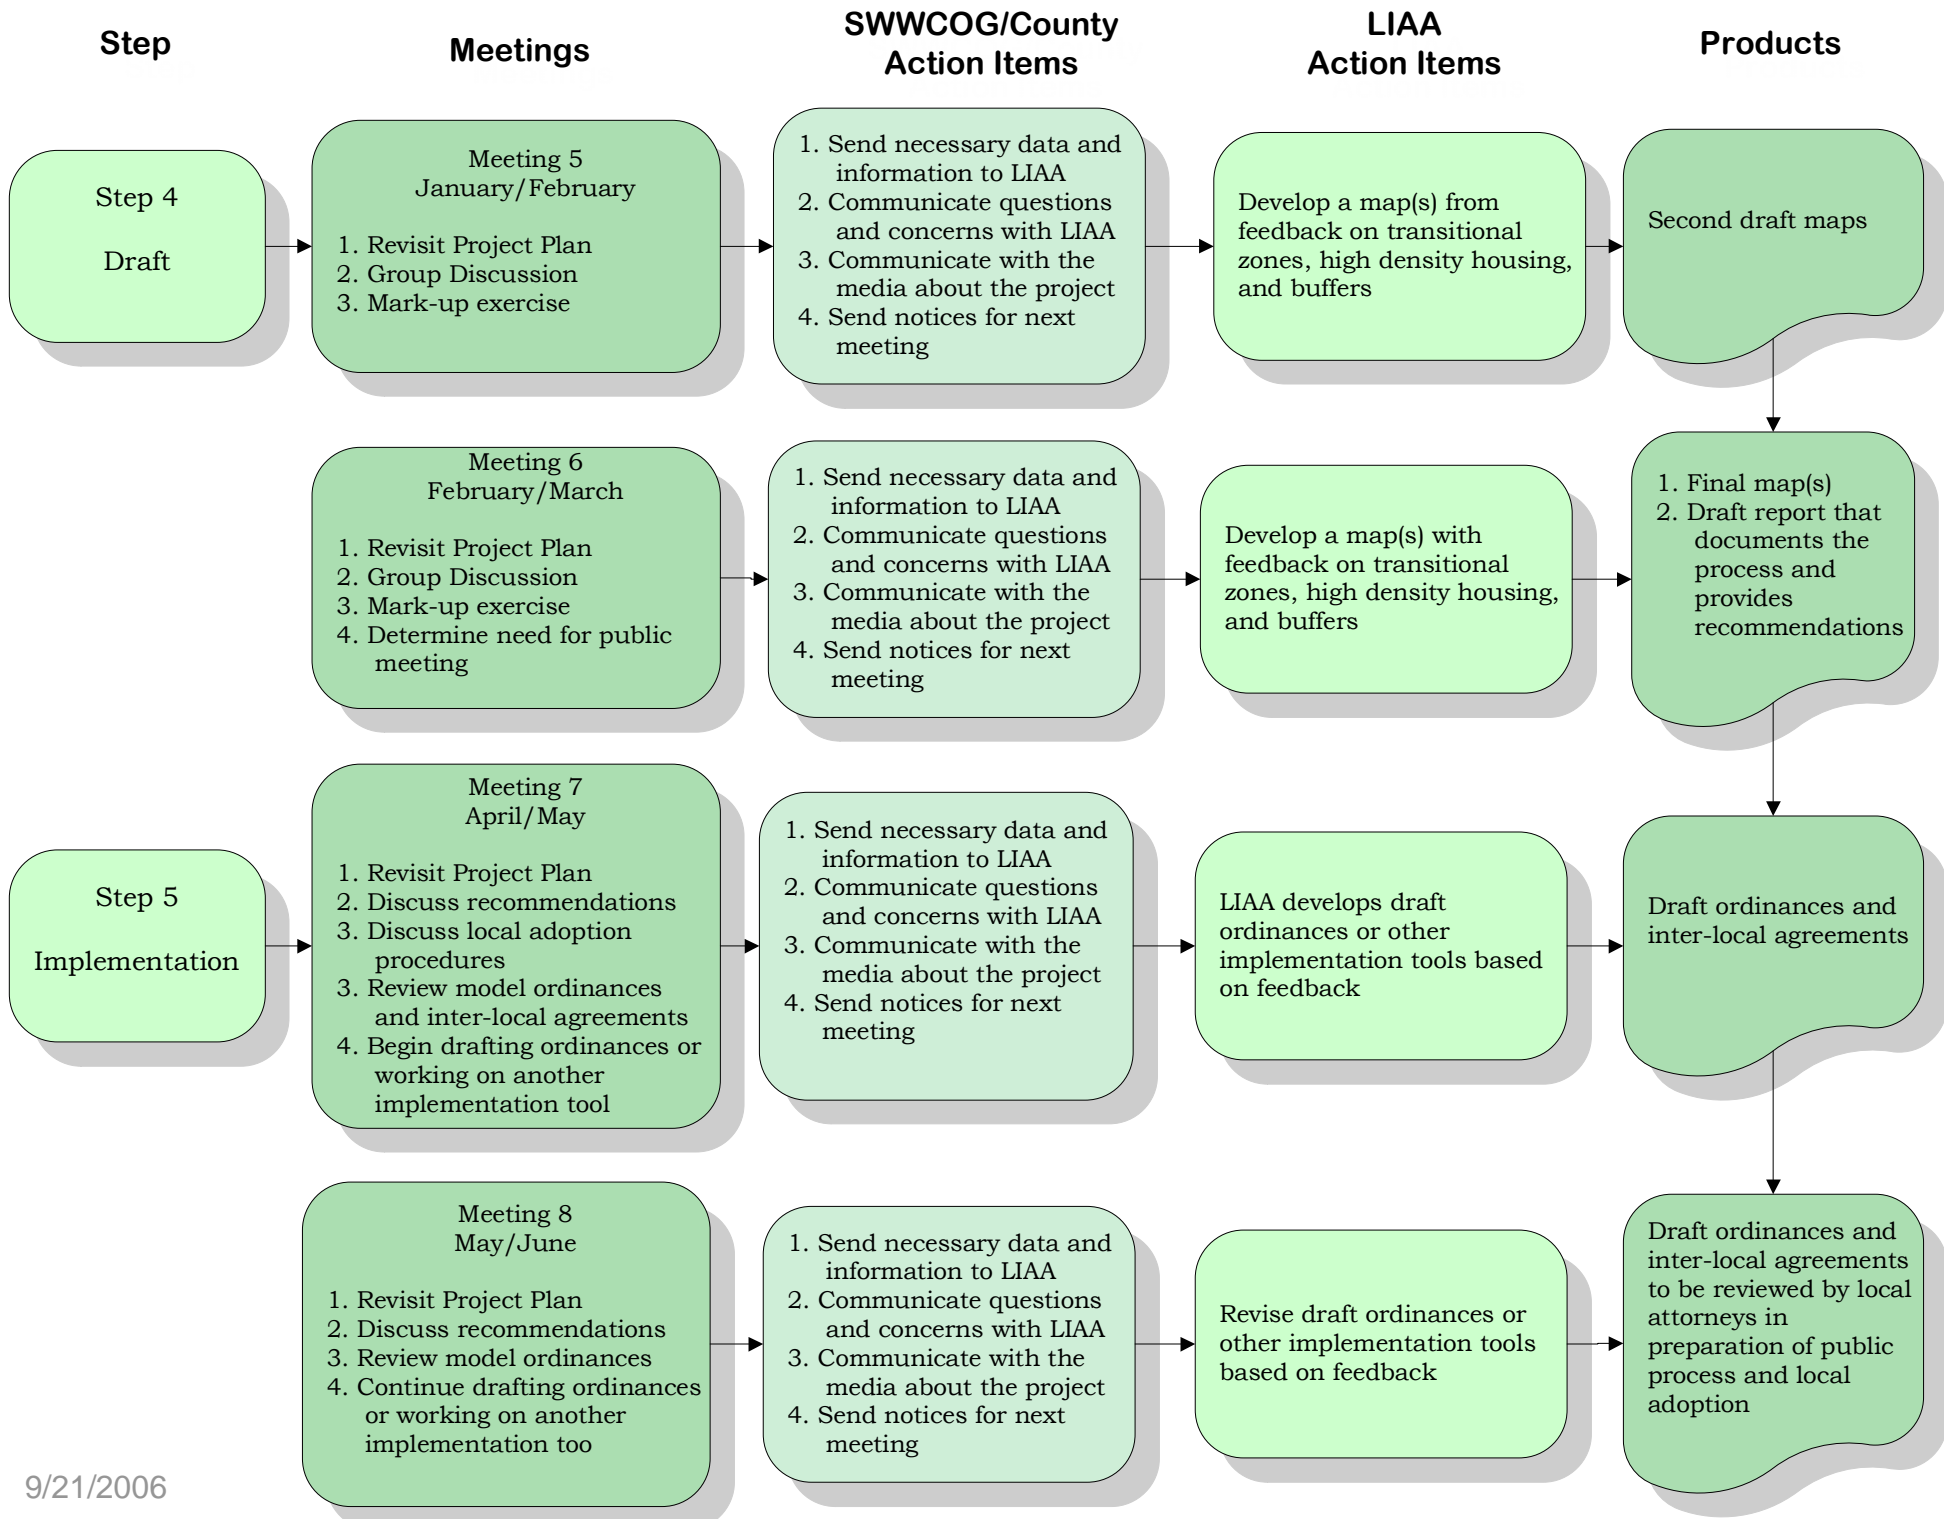 Step
Meetings
SWWCOG/County
Action Items
LIAA
Action Items
Products
Step 4
Draft
Meeting 5
January/February
1. Revisit Project Plan
2. Group Discussion
3. Mark-up exercise
1. Send necessary data and
information to LIAA
2. Communicate questions
and concerns with LIAA
3. Communicate with the
media about the project
4. Send notices for next
meeting
Develop a map(s) from
feedback on transitional
zones, high density housing,
and buffers
Second draft maps
Meeting 6
February/March
1. Revisit Project Plan
2. Group Discussion
3. Mark-up exercise
4. Determine need for public
meeting
1. Send necessary data and
information to LIAA
2. Communicate questions
and concerns with LIAA
3. Communicate with the
media about the project
4. Send notices for next
meeting
Develop a map(s) with
feedback on transitional
zones, high density housing,
and buffers
1. Final map(s)
2. Draft report that
documents the
process and
provides
recommendations
Step 5
Implementation
Meeting 7
April/May
1. Revisit Project Plan
2. Discuss recommendations
3. Discuss local adoption
procedures
3. Review model ordinances
and inter-local agreements
4. Begin drafting ordinances or
working on another
implementation tool
1. Send necessary data and
information to LIAA
2. Communicate questions
and concerns with LIAA
3. Communicate with the
media about the project
4. Send notices for next
meeting
LIAA develops draft
ordinances or other
implementation tools based
on feedback
Draft ordinances and
inter-local agreements
Meeting 8
May/June
1. Revisit Project Plan
2. Discuss recommendations
3. Review model ordinances
4. Continue drafting ordinances
or working on another
implementation too
1. Send necessary data and
information to LIAA
2. Communicate questions
and concerns with LIAA
3. Communicate with the
media about the project
4. Send notices for next
meeting
Revise draft ordinances or
other implementation tools
based on feedback
Draft ordinances and
inter-local agreements
to be reviewed by local
attorneys in
preparation of public
process and local
adoption
9/21/2006